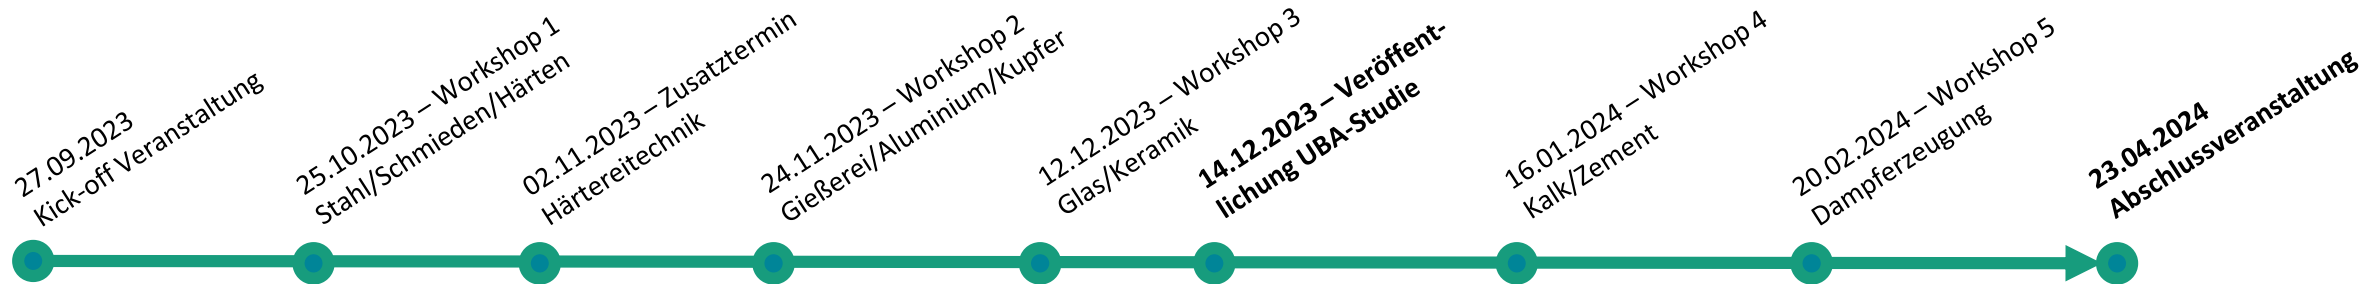 27.09.2023
Kick-off Veranstaltung
25.10.2023 – Workshop 1
Stahl/Schmieden/Härten
02.11.2023 – Zusatztermin
Härtereitechnik
24.11.2023 – Workshop 2
Gießerei/Aluminium/Kupfer
12.12.2023 – Workshop 3
Glas/Keramik
14.12.2023 – Veröffent-
lichung UBA-Studie
16.01.2024 – Workshop 4
Kalk/Zement
20.02.2024 – Workshop 5
Dampferzeugung
23.04.2024
Abschlussveranstaltung